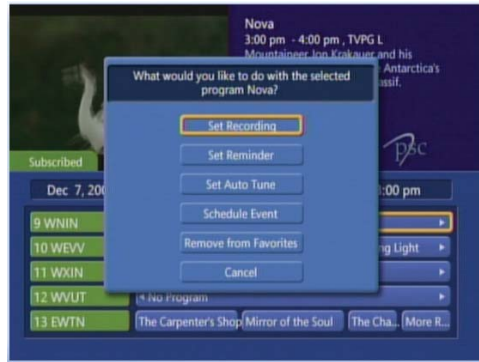 Nova
3:00 pm - 4:00 pm , TVPG L
Mountaineer Jon Krakauer and his
Antarctica's
assif.
What would you like to do with the selected
program Nova?
Set Recording
Set Reminder
Set Auto Tune
Schedule Event
Remove from Favorites
Cancel
psc
Subscribed
Dec 7, 200
:00 pm
9 WNIN
10 WEVV
ng Light
11 WXIN
12 WVUT
No Program
13 EWTN
The Carpenter's Shop
Mirror of the Soul
The Cha...
More R...